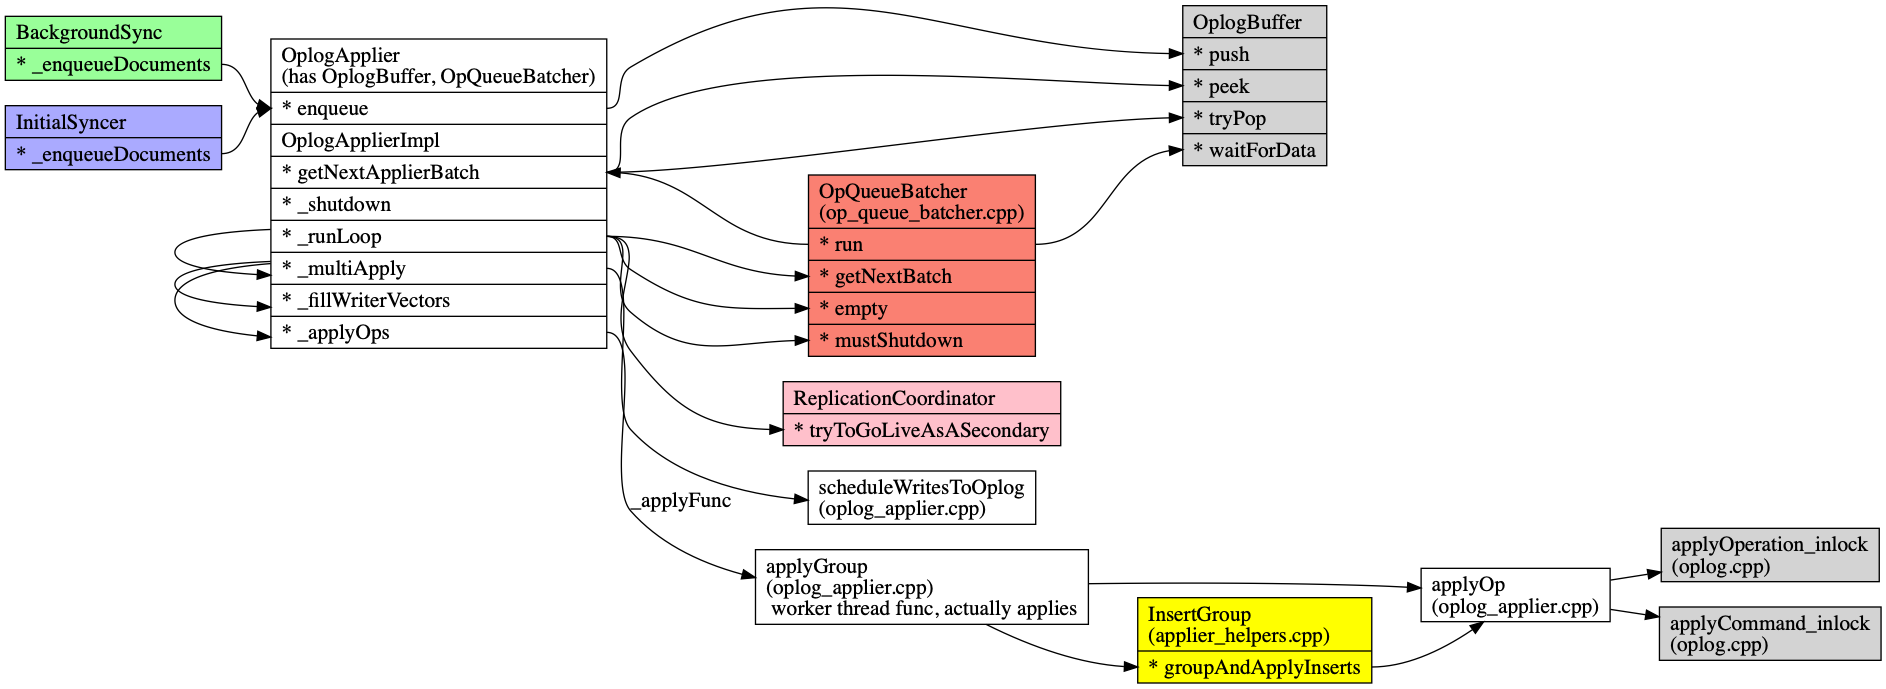 BackgroundSync
* _enqueueDocuments
InitialSyncer
* _enqueueDocuments
OplogApplier
(has OplogBuffer, OpQueueBatcher)
* enqueue
OplogApplierImpl
* getNextApplierBatch
* _shutdown
* _runLoop
* _multiApply
* _fillWriterVectors
* _applyOps
OplogBuffer
* push
* peek
* tryPop
* waitForData
OpQueueBatcher
(op_queue_batcher.cpp)
* run
* getNextBatch
* empty
* mustShutdown
ReplicationCoordinator
* tryToGoLiveAsASecondary
scheduleWritesToOplog
(oplog_applier.cpp)
_applyFunc
applyGroup
(oplog_applier.cpp)
worker thread func, actually applies
InsertGroup
(applier_helpers.cpp)
* groupAndApplyInserts
applyOp
(oplog_applier.cpp)
applyOperation_inlock
(oplog.cpp)
applyCommand_inlock
(oplog.cpp)